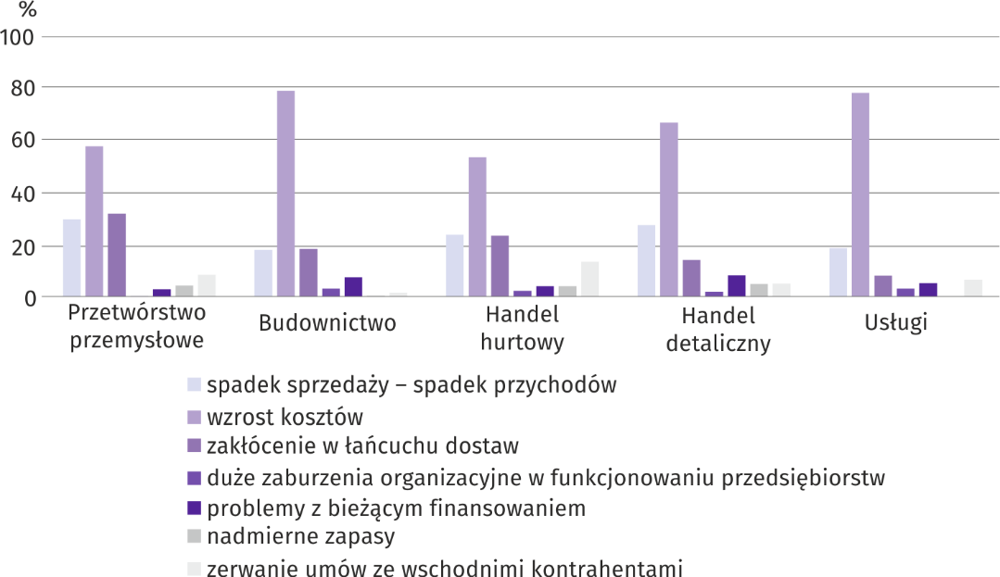 %
100
80
60
40
20
0
Przetwórstwo
przemysłowe
Budownictwo
Handel
hurtowy
Handel
detaliczny
Usługi
spadek sprzedaży – spadek przychodów
wzrost kosztów
zakłócenie w łańcuchu dostaw
duże zaburzenia organizacyjne w funkcjonowaniu przedsiębiorstw
problemy z bieżącym finansowaniem
nadmierne zapasy
zerwanie umów ze wschodnimi kontrahentami